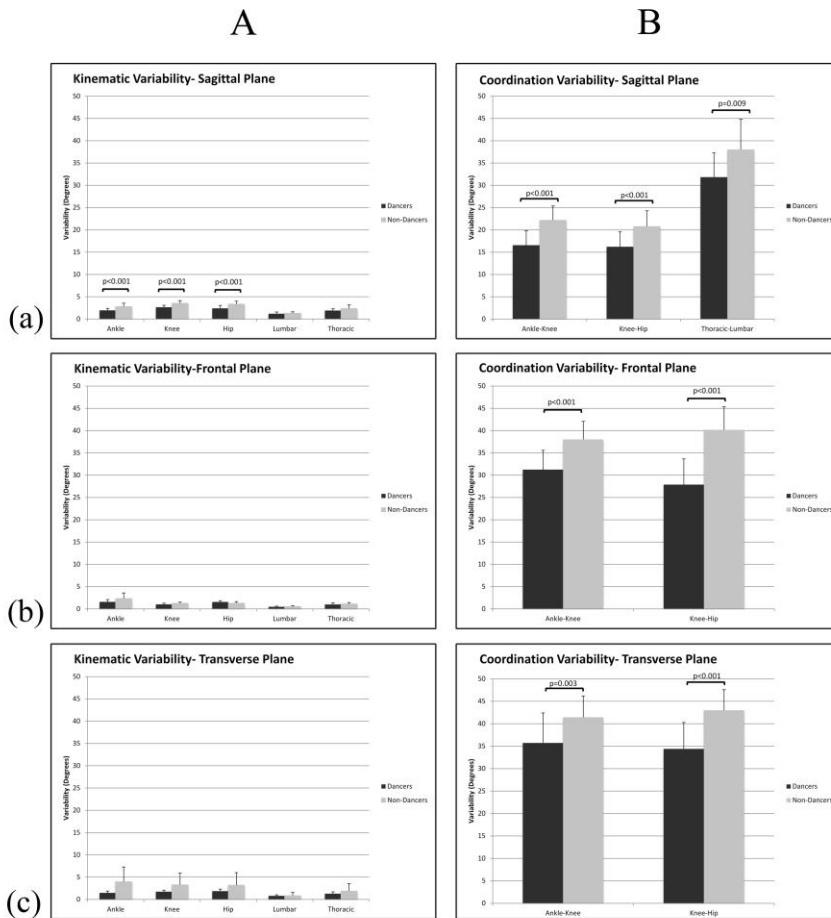 A
B
Kinematic Variability- Sagittal Plane
50
45
40
35
30
25
20
15
10
5
0
Variability (Degrees)
p<0.001
p<0.001
p<0.001
Ankle
Knee
Hip
Lumbar
Thoracic
Dancers
Non-Dancers
Coordination Variability- Sagittal Plane
50
45
40
35
30
25
20
15
10
5
0
Variability (Degrees)
p<0.001
p<0.001
p=0.009
Ankle-Knee
Knee-Hip
Thoracic-Lumbar
Dancers
Non-Dancers
(a)
Kinematic Variability-Frontal Plane
50
45
40
35
30
25
20
15
10
5
0
Variability (Degrees)
Ankle
Knee
Hip
Lumbar
Thoracic
Dancers
Non-Dancers
Coordination Variability- Frontal Plane
50
45
40
35
30
25
20
15
10
5
0
Variability (Degrees)
p<0.001
p<0.001
Ankle-Knee
Knee-Hip
Dancers
Non-Dancers
(b)
Kinematic Variability- Transverse Plane
50
45
40
35
30
25
20
15
10
5
0
Variability (Degrees)
Ankle
Knee
Hip
Lumbar
Thoracic
Dancers
Non-Dancers
Coordination Variability- Transverse Plane
50
45
40
35
30
25
20
15
10
5
0
Variability (Degrees)
p=0.003
p<0.001
Ankle-Knee
Knee-Hip
Dancers
Non-Dancers
(c)